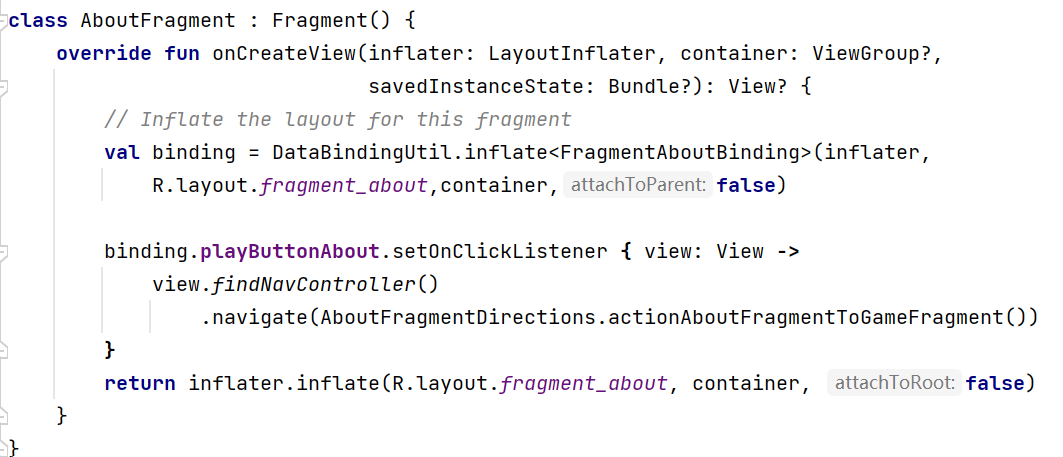 class AboutFragment : Fragment() {
    override fun onCreateView(inflater: LayoutInflater, container: ViewGroup?,
                              savedInstanceState: Bundle?): View? {
        // Inflate the layout for this fragment
        val binding = DataBindingUtil.inflate<FragmentAboutBinding>(inflater,
            R.layout.fragment_about,container, attachToParent: false)

        binding.playButtonAbout.setOnClickListener { view: View ->
            view.findNavController()
                .navigate(AboutFragmentDirections.actionAboutFragmentToGameFragment())
        }
        return inflater.inflate(R.layout.fragment_about, container, attachToRoot: false)
    }
}